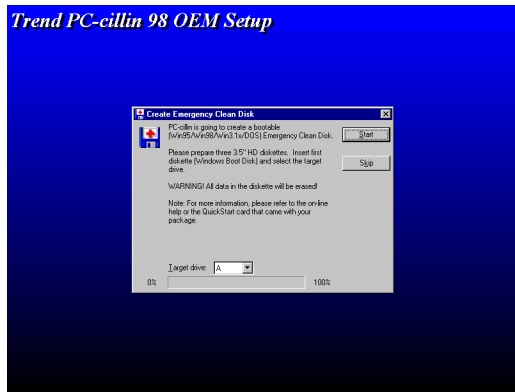 Trend PC-cillin 98 OEM Setup
Create Emergency Clean Disk
PC-cillin is going to create a bootable
(Win95/Win98/Win3.1x/DOS) Emergency Clean Disk.
Start
Please prepare three 3.5" HD diskettes. Insert first
diskette (Windows Boot Disk) and select the target
drive.
Skip
WARNING! All data in the diskette will be erased!
Note: For more information, please refer to the on-line
help or the QuickStart card that came with your
package.
Target drive: A
0%
100%